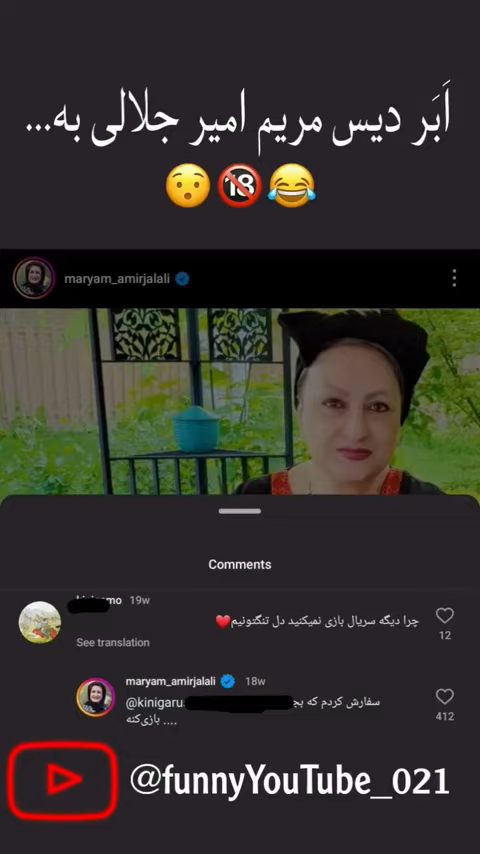 اَبَر دیس مریم امیر جلالی به...
maryam_amirjalali
Comments
19w
چرا دیگه سریال بازی نمیکنید دل تنگتونیم
12
See translation
maryam_amirjalali 18w
@kinigaru سفارش کردم که بجـ
412
بازی‌کنه ....
@funnyYouTube_021